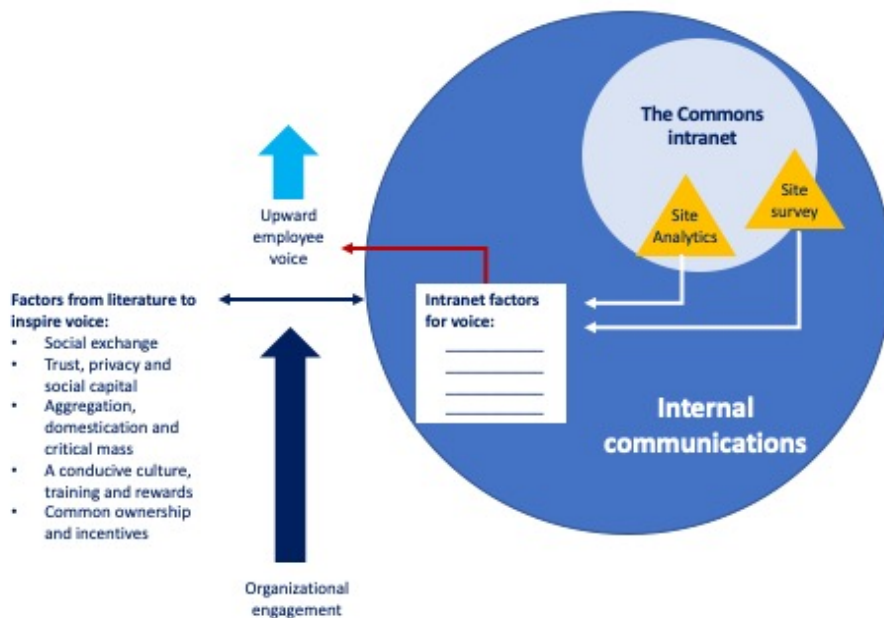 The Commons
intranet
Site
survey
Site
Analytics
Upward
employee
voice
Factors from literature to
inspire voice:
• Social exchange
• Trust, privacy and
social capital
• Aggregation,
domestication and
critical mass
• A conducive culture,
training and rewards
• Common ownership
and incentives
Intranet factors
for voice:
Internal
communications
Organizational
engagement